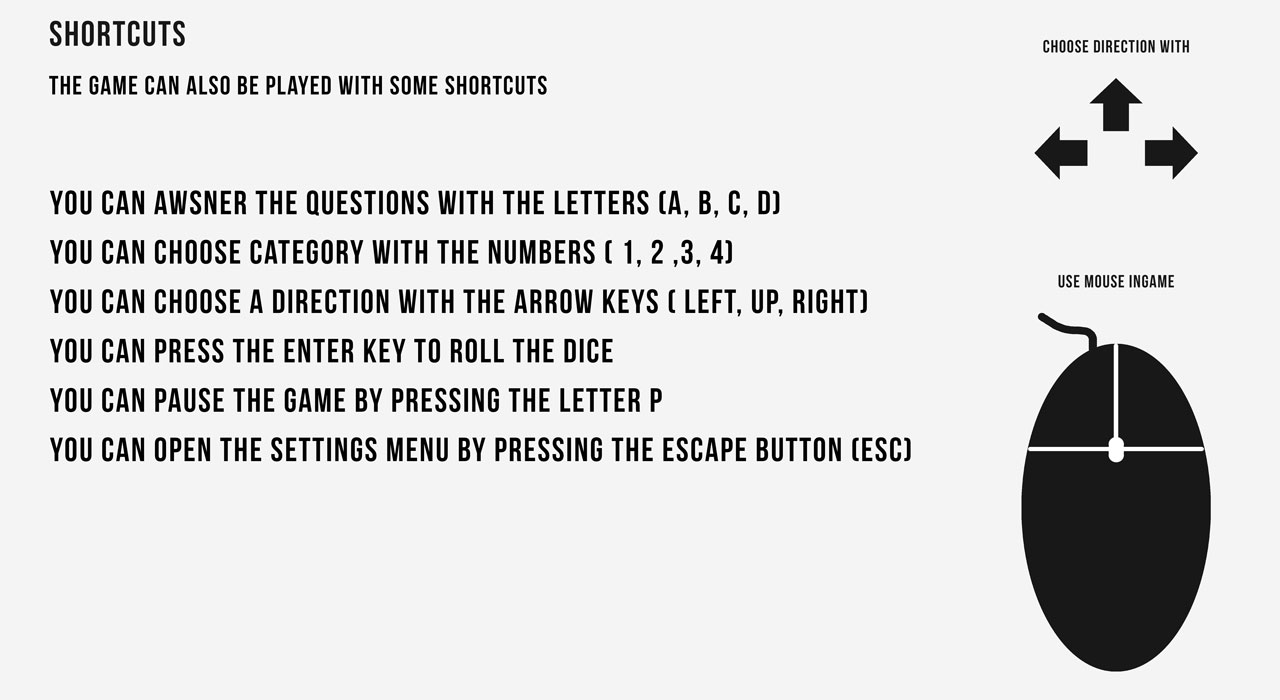 SHORTCUTS
THE GAME CAN ALSO BE PLAYED WITH SOME SHORTCUTS
YOU CAN AWSNER THE QUESTIONS WITH THE LETTERS (A, B, C, D)
YOU CAN CHOOSE CATEGORY WITH THE NUMBERS ( 1, 2 ,3, 4)
YOU CAN CHOOSE A DIRECTION WITH THE ARROW KEYS ( LEFT, UP, RIGHT)
YOU CAN PRESS THE ENTER KEY TO ROLL THE DICE
YOU CAN PAUSE THE GAME BY PRESSING THE LETTER P
YOU CAN OPEN THE SETTINGS MENU BY PRESSING THE ESCAPE BUTTON (ESC)
CHOOSE DIRECTION WITH
USE MOUSE INGAME